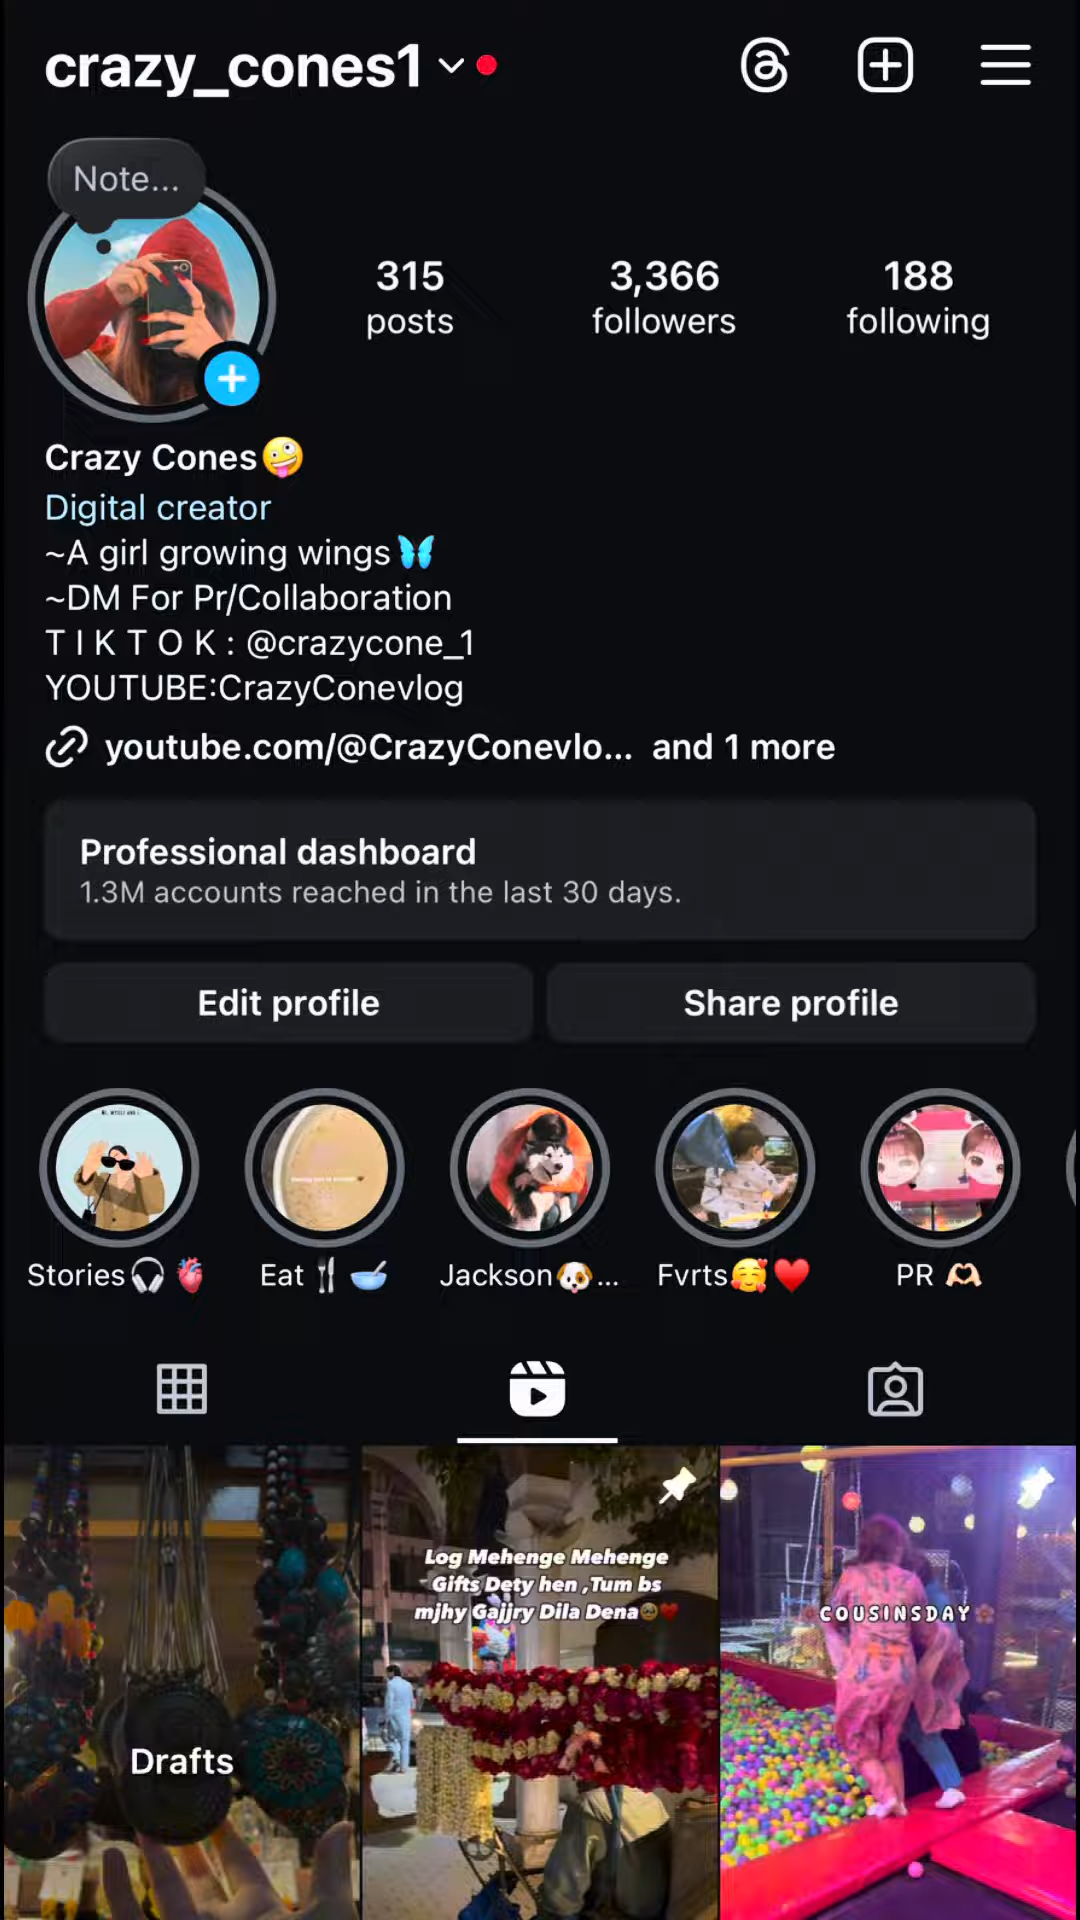 crazy_cones1
Note...
315
posts
3,366
followers
188
following
Crazy Cones🤪
Digital creator
~A girl growing wings🦋
~DM For Pr/Collaboration
T I K T O K : @crazycone_1
YOUTUBE:CrazyConevlog
youtube.com/@CrazyConevlo... and 1 more
Professional dashboard
1.3M accounts reached in the last 30 days.
Edit profile
Share profile
Stories🎧🫀
Eat🍴🥣
Jackson🐶...
Fvrts🥰♥️
PR 🫶🏻
Drafts
Log Mehenge Mehenge
Gifts Dety hen ,Tum bs
mjhy Gajjry Dila Dena🥹❤️
🌺COUSINSDAY🌺